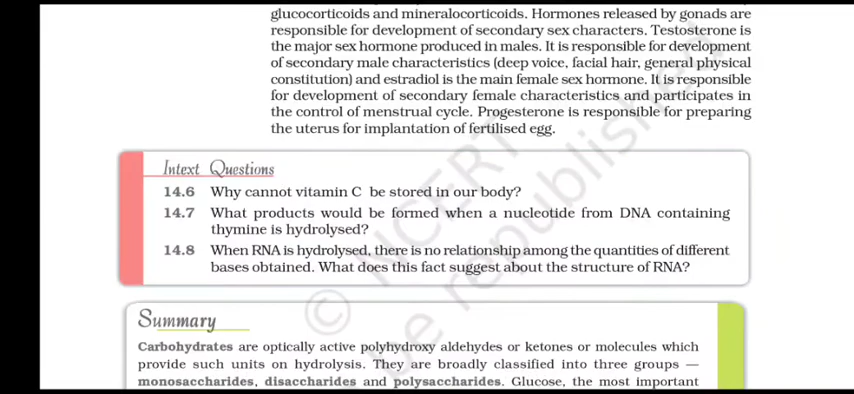 glucocorticoids and mineralocorticoids. Hormones released by gonads are
responsible for development of secondary sex characters. Testosterone is
the major sex hormone produced in males. It is responsible for development
of secondary male characteristics (deep voice, facial hair, general physical
constitution) and estradiol is the main female sex hormone. It is responsible
for development of secondary female characteristics and participates in
the control of menstrual cycle. Progesterone is responsible for preparing
the uterus for implantation of fertilised egg.
Intext Questions
14.6 Why cannot vitamin C be stored in our body?
14.7 What products would be formed when a nucleotide from DNA containing
thymine is hydrolysed?
14.8 When RNA is hydrolysed, there is no relationship among the quantities of different
bases obtained. What does this fact suggest about the structure of RNA?
Summary
Carbohydrates are optically active polyhydroxy aldehydes or ketones or molecules which
provide such units on hydrolysis. They are broadly classified into three groups —
monosaccharides, disaccharides and polysaccharides. Glucose, the most important
© NCERT
be republished